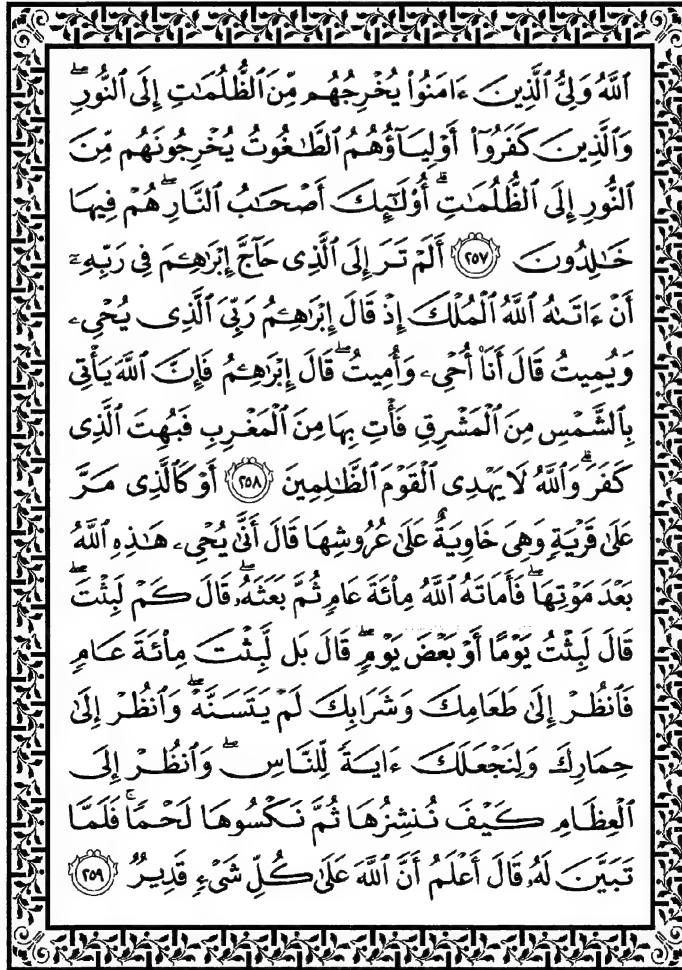 ٱللَّهُ وَلِىُّ ٱلَّذِينَ ءَامَنُوا۟ يُخْرِجُهُم مِّنَ ٱلظُّلُمَٰتِ إِلَى ٱلنُّورِ ۖ
وَٱلَّذِينَ كَفَرُوٓا۟ أَوْلِيَآؤُهُمُ ٱلطَّٰغُوتُ يُخْرِجُونَهُم مِّنَ
ٱلنُّورِ إِلَى ٱلظُّلُمَٰتِ ۗ أُو۟لَٰٓئِكَ أَصْحَٰبُ ٱلنَّارِ ۖ هُمْ فِيهَا
خَٰلِدُونَ ﴿٢٥٧﴾ أَلَمْ تَرَ إِلَى ٱلَّذِى حَآجَّ إِبْرَٰهِۦمَ فِى رَبِّهِۦٓ
أَنْ ءَاتَىٰهُ ٱللَّهُ ٱلْمُلْكَ إِذْ قَالَ إِبْرَٰهِۦمُ رَبِّىَ ٱلَّذِى يُحْىِۦ
وَيُمِيتُ قَالَ أَنَا۠ أُحْىِۦ وَأُمِيتُ ۖ قَالَ إِبْرَٰهِۦمُ فَإِنَّ ٱللَّهَ يَأْتِى
بِٱلشَّمْسِ مِنَ ٱلْمَشْرِقِ فَأْتِ بِهَا مِنَ ٱلْمَغْرِبِ فَبُهِتَ ٱلَّذِى
كَفَرَ ۗ وَٱللَّهُ لَا يَهْدِى ٱلْقَوْمَ ٱلظَّٰلِمِينَ ﴿٢٥٨﴾ أَوْ كَٱلَّذِى مَرَّ
عَلَىٰ قَرْيَةٍ وَهِىَ خَاوِيَةٌ عَلَىٰ عُرُوشِهَا قَالَ أَنَّىٰ يُحْىِۦ هَٰذِهِ ٱللَّهُ
بَعْدَ مَوْتِهَا ۖ فَأَمَاتَهُ ٱللَّهُ مِا۟ئَةَ عَامٍ ثُمَّ بَعَثَهُۥ ۖ قَالَ كَمْ لَبِثْتَ ۖ
قَالَ لَبِثْتُ يَوْمًا أَوْ بَعْضَ يَوْمٍ ۖ قَالَ بَل لَّبِثْتَ مِا۟ئَةَ عَامٍ
فَٱنظُرْ إِلَىٰ طَعَامِكَ وَشَرَابِكَ لَمْ يَتَسَنَّهْ ۖ وَٱنظُرْ إِلَىٰ
حِمَارِكَ وَلِنَجْعَلَكَ ءَايَةً لِّلنَّاسِ ۖ وَٱنظُرْ إِلَى
ٱلْعِظَامِ كَيْفَ نُنشِزُهَا ثُمَّ نَكْسُوهَا لَحْمًا ۚ فَلَمَّا
تَبَيَّنَ لَهُۥ قَالَ أَعْلَمُ أَنَّ ٱللَّهَ عَلَىٰ كُلِّ شَىْءٍ قَدِيرٌ ﴿٢٥٩﴾